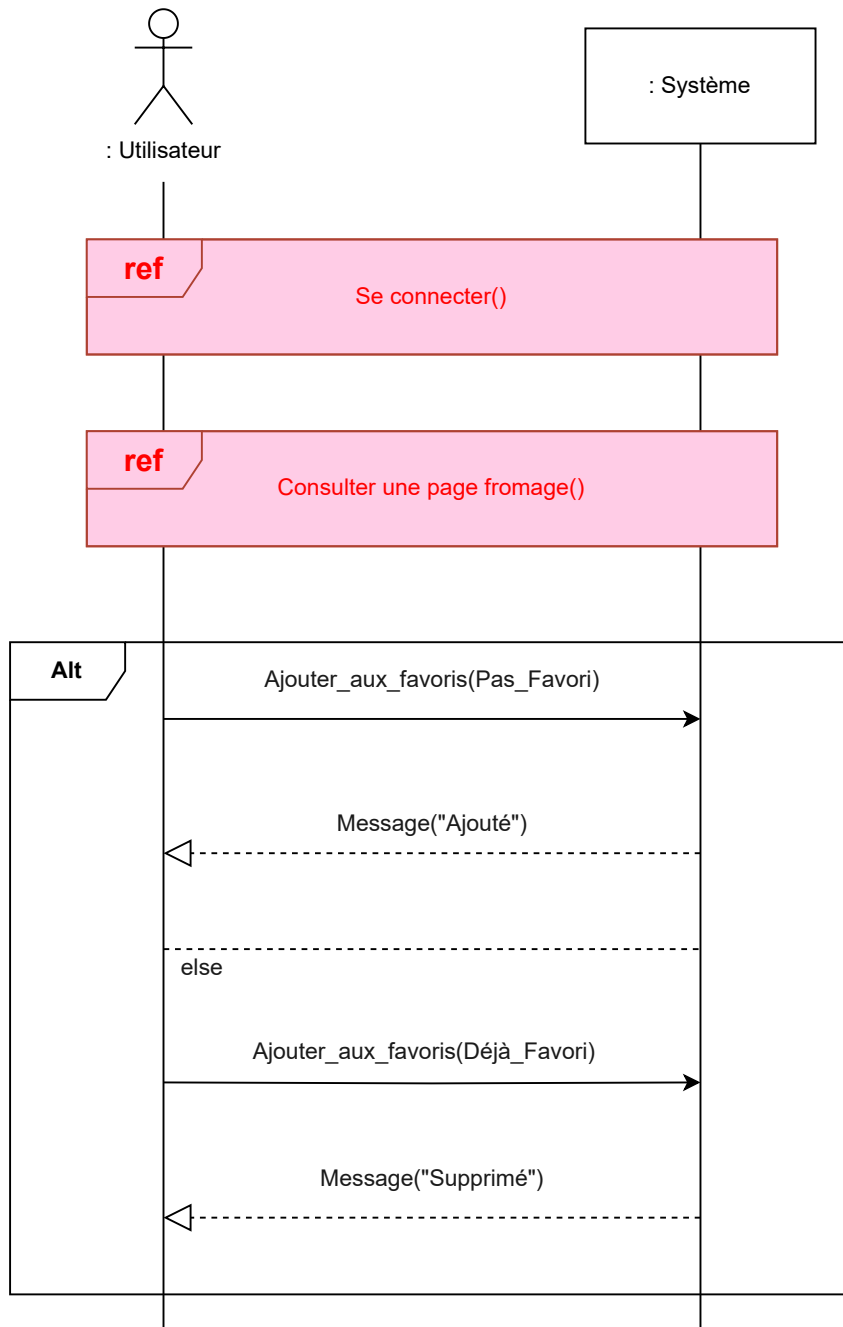 : Utilisateur
: Système
ref
Se connecter()
ref
Consulter une page fromage()
Alt
Ajouter_aux_favoris(Pas_Favori)
Message("Ajouté")
else
Ajouter_aux_favoris(Déjà_Favori)
Message("Supprimé")